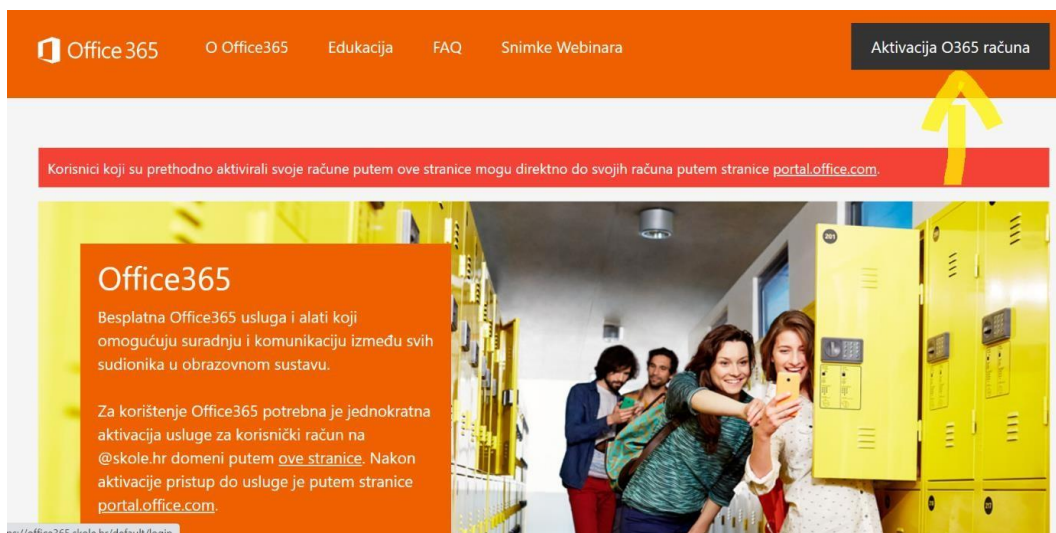 Office 365
O Office365
Edukacija
FAQ
Snimke Webinara
Aktivacija O365 računa
Korisnici koji su prethodno aktivirali svoje račune putem ove stranice mogu direktno do svojih računa putem stranice portal.office.com.
Office365
Besplatna Office365 usluga i alati koji
omogućuju suradnju i komunikaciju između svih
sudionika u obrazovnom sustavu.
Za korištenje Office365 potrebna je jednokratna
aktivacija usluge za korisnički račun na
@skole.hr domeni putem ove stranice. Nakon
aktivacije pristup do usluge je putem stranice
portal.office.com.
201